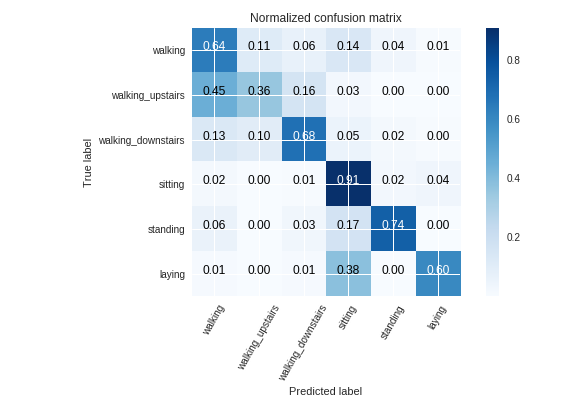 Normalized confusion matrix
walking 0.64 0.11 0.06 0.14 0.04 0.01
walking_upstairs 0.45 0.36 0.16 0.03 0.00 0.00
walking_downstairs 0.13 0.10 0.68 0.05 0.02 0.00
sitting 0.02 0.00 0.01 0.91 0.02 0.04
standing 0.06 0.00 0.03 0.17 0.74 0.00
laying 0.01 0.00 0.01 0.38 0.00 0.60
True label
walking walking_upstairs walking_downstairs sitting standing laying
Predicted label
0.8
0.6
0.4
0.2